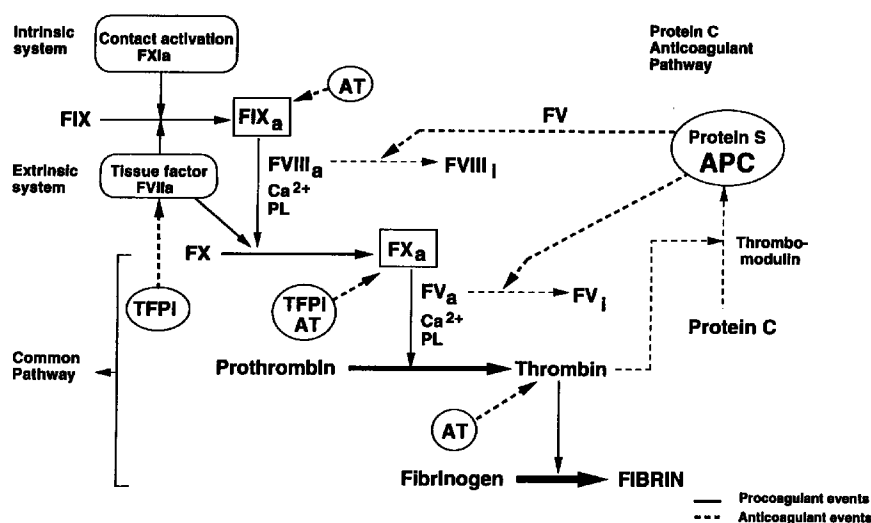 Intrinsic
system
Contact activation
FXIa
Protein C
Anticoagulant
Pathway
AT
FIX
FIXa
FV
Extrinsic
system
Tissue factor
FVIIa
FVIIIa
Ca2+
PL
FVIIIi
Protein S
APC
FX
FXa
Thrombo-
modulin
TFPI
TFPI
AT
FVa
Ca2+
PL
FVi
Protein C
Common
Pathway
Prothrombin
Thrombin
AT
Fibrinogen
FIBRIN
Procoagulant events
Anticoagulant events